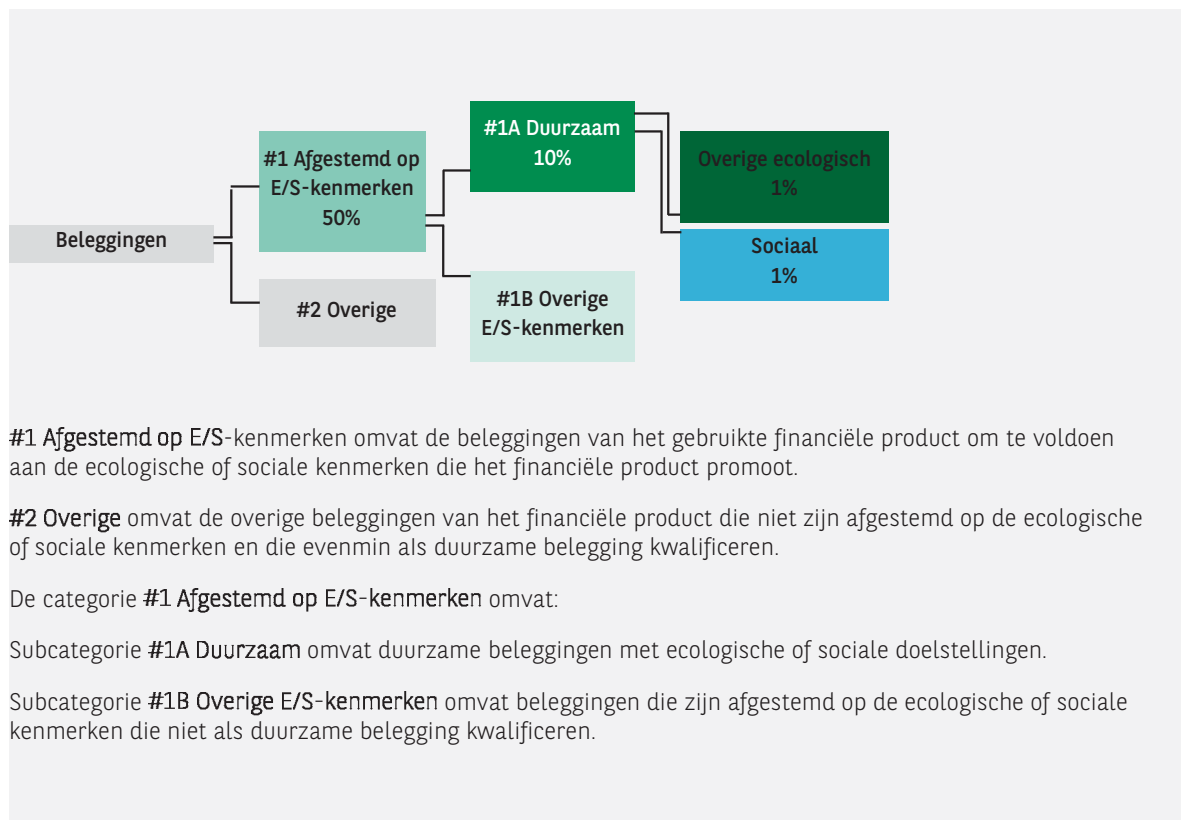 #1A Duurzaam
10%
#1 Afgestemd op
E/S-kenmerken
50%
Overige ecologisch
1%
Beleggingen
Sociaal
1%
#2 Overige
#1B Overige
E/S-kenmerken
#1 Afgestemd op E/S-kenmerken omvat de beleggingen van het gebruikte financiële product om te voldoen
aan de ecologische of sociale kenmerken die het financiële product promoot.
#2 Overige omvat de overige beleggingen van het financiële product die niet zijn afgestemd op de ecologische
of sociale kenmerken en die evenmin als duurzame belegging kwalificeren.
De categorie #1 Afgestemd op E/S-kenmerken omvat:
Subcategorie #1A Duurzaam omvat duurzame beleggingen met ecologische of sociale doelstellingen.
Subcategorie #1B Overige E/S-kenmerken omvat beleggingen die zijn afgestemd op de ecologische of sociale
kenmerken die niet als duurzame belegging kwalificeren.